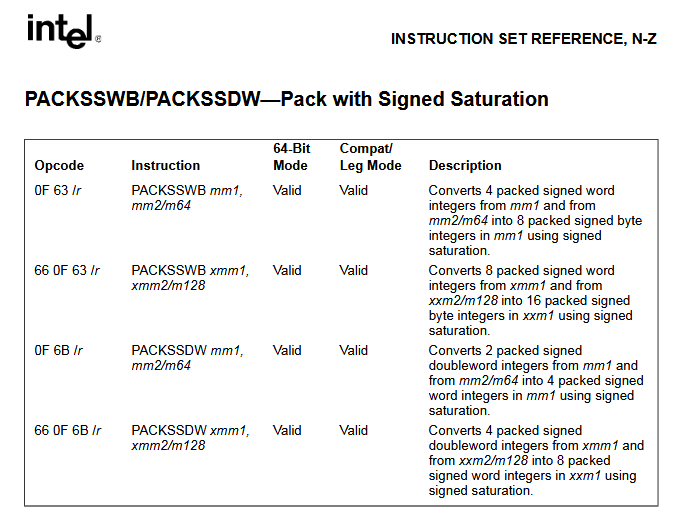 intel®
INSTRUCTION SET REFERENCE, N-Z
PACKSSWB/PACKSSDW—Pack with Signed Saturation
64-Bit Compat/
Opcode Instruction Mode Leg Mode Description
0F 63 /r PACKSSWB mm1, Valid Valid Converts 4 packed signed word
mm2/m64 integers from mm1 and from
mm2/m64 into 8 packed signed byte
integers in mm1 using signed
saturation.
66 0F 63 /r PACKSSWB xmm1, Valid Valid Converts 8 packed signed word
xmm2/m128 integers from xmm1 and from
xxm2/m128 into 16 packed signed
byte integers in xxm1 using signed
saturation.
0F 6B /r PACKSSDW mm1, Valid Valid Converts 2 packed signed
mm2/m64 doubleword integers from mm1 and
from mm2/m64 into 4 packed signed
word integers in mm1 using signed
saturation.
66 0F 6B /r PACKSSDW xmm1, Valid Valid Converts 4 packed signed
xmm2/m128 doubleword integers from xmm1 and
from xxm2/m128 into 8 packed
signed word integers in xxm1 using
signed saturation.